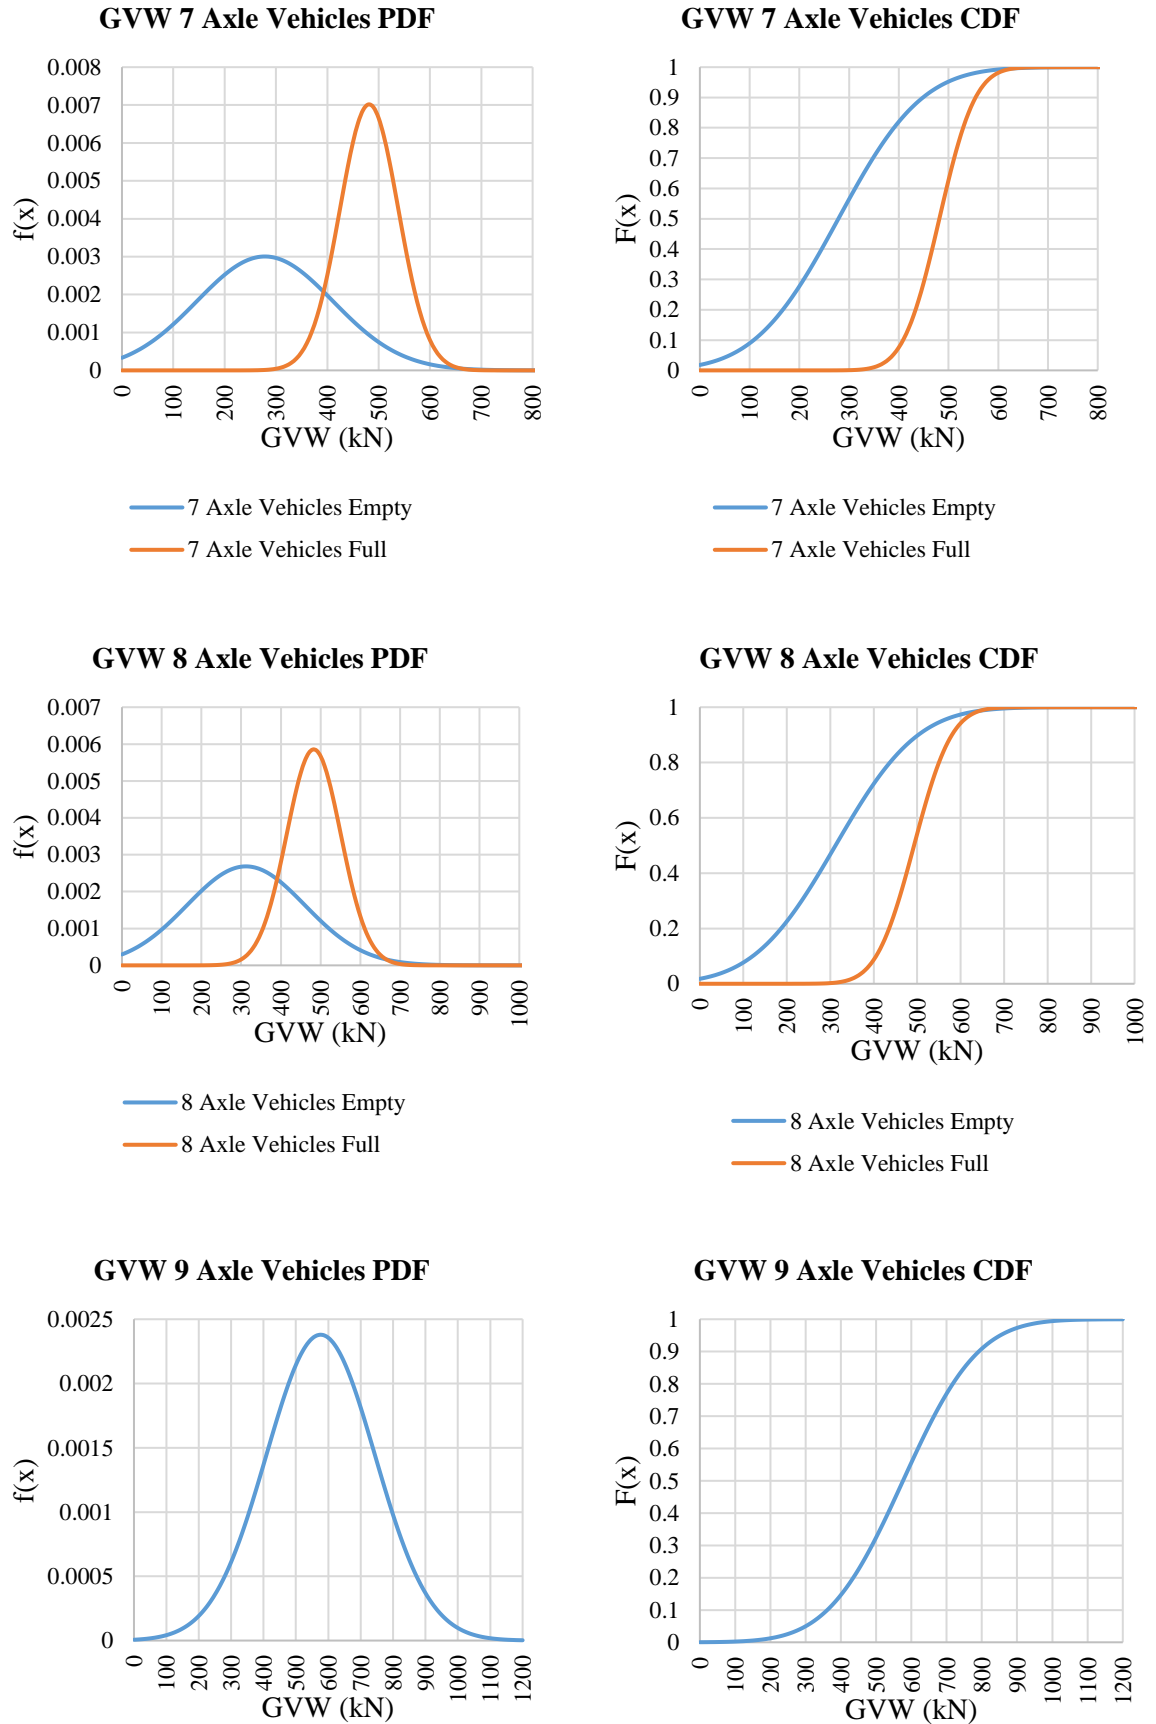 GVW 7 Axle Vehicles PDF
0.008
0.007
0.006
0.005
0.004
0.003
0.002
0.001
0
f(x)
0 100 200 300 400 500 600 700 800
GVW (kN)
7 Axle Vehicles Empty
7 Axle Vehicles Full
GVW 7 Axle Vehicles CDF
1
0.9
0.8
0.7
0.6
0.5
0.4
0.3
0.2
0.1
0
F(x)
0 100 200 300 400 500 600 700 800
GVW (kN)
7 Axle Vehicles Empty
7 Axle Vehicles Full
GVW 8 Axle Vehicles PDF
0.007
0.006
0.005
0.004
0.003
0.002
0.001
0
f(x)
0 100 200 300 400 500 600 700 800 900 1000
GVW (kN)
8 Axle Vehicles Empty
8 Axle Vehicles Full
GVW 8 Axle Vehicles CDF
1
0.8
0.6
0.4
0.2
0
F(x)
0 100 200 300 400 500 600 700 800 900 1000
GVW (kN)
8 Axle Vehicles Empty
8 Axle Vehicles Full
GVW 9 Axle Vehicles PDF
0.0025
0.002
0.0015
0.001
0.0005
0
f(x)
0 100 200 300 400 500 600 700 800 900 1000 1100 1200
GVW (kN)
GVW 9 Axle Vehicles CDF
1
0.9
0.8
0.7
0.6
0.5
0.4
0.3
0.2
0.1
0
F(x)
0 100 200 300 400 500 600 700 800 900 1000 1100 1200
GVW (kN)